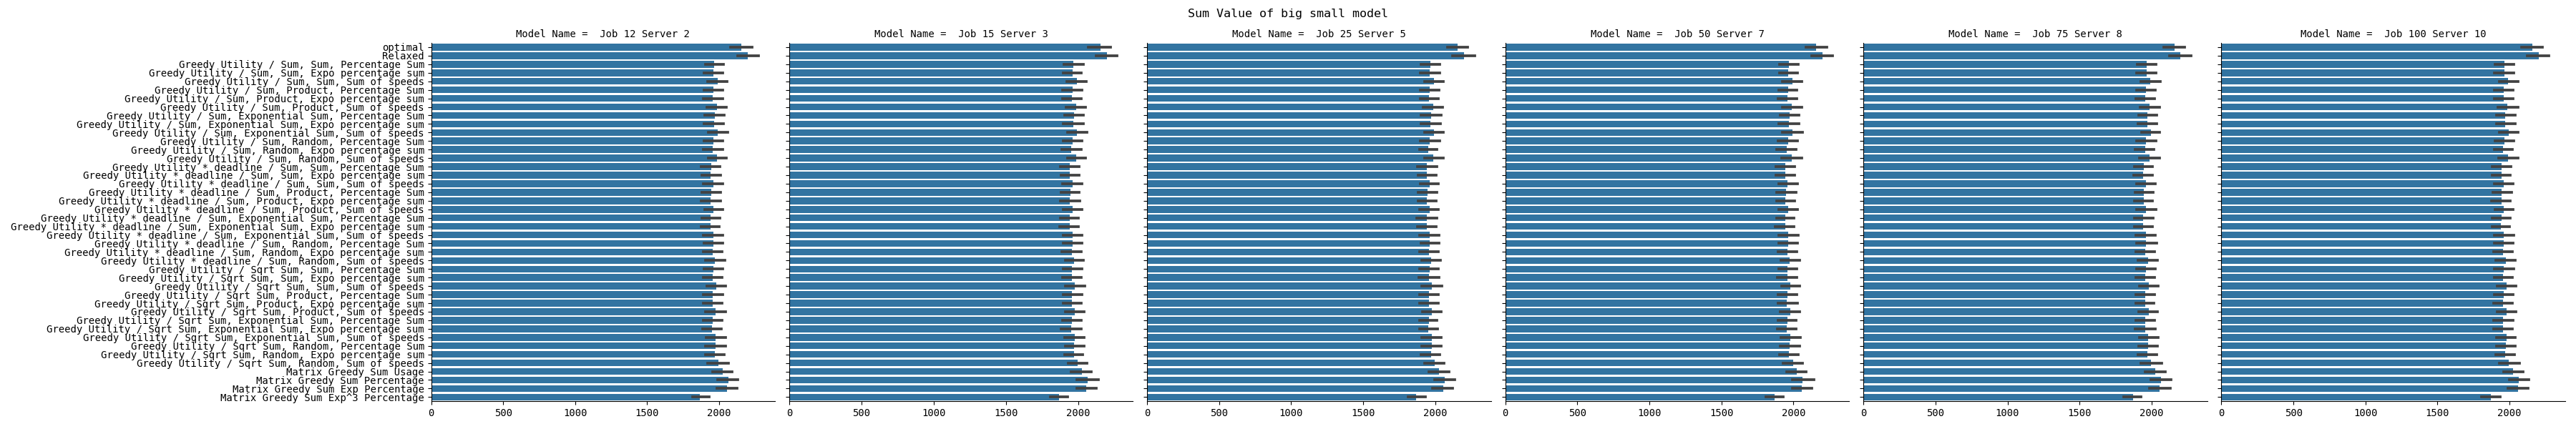 Sum Value of big small model
Model Name =  Job 12 Server 2
Model Name =  Job 15 Server 3
Model Name =  Job 25 Server 5
Model Name =  Job 50 Server 7
Model Name =  Job 75 Server 8
Model Name =  Job 100 Server 10
optimal
Relaxed
Greedy Utility / Sum, Sum, Percentage Sum
Greedy Utility / Sum, Sum, Expo percentage sum
Greedy Utility / Sum, Sum, Sum of speeds
Greedy Utility / Sum, Product, Percentage Sum
Greedy Utility / Sum, Product, Expo percentage sum
Greedy Utility / Sum, Product, Sum of speeds
Greedy Utility / Sum, Exponential Sum, Percentage Sum
Greedy Utility / Sum, Exponential Sum, Expo percentage sum
Greedy Utility / Sum, Exponential Sum, Sum of speeds
Greedy Utility / Sum, Random, Percentage Sum
Greedy Utility / Sum, Random, Expo percentage sum
Greedy Utility / Sum, Random, Sum of speeds
Greedy Utility * deadline / Sum, Sum, Percentage Sum
Greedy Utility * deadline / Sum, Sum, Expo percentage sum
Greedy Utility * deadline / Sum, Sum, Sum of speeds
Greedy Utility * deadline / Sum, Product, Percentage Sum
Greedy Utility * deadline / Sum, Product, Expo percentage sum
Greedy Utility * deadline / Sum, Product, Sum of speeds
Greedy Utility * deadline / Sum, Exponential Sum, Percentage Sum
Greedy Utility * deadline / Sum, Exponential Sum, Expo percentage sum
Greedy Utility * deadline / Sum, Exponential Sum, Sum of speeds
Greedy Utility * deadline / Sum, Random, Percentage Sum
Greedy Utility * deadline / Sum, Random, Expo percentage sum
Greedy Utility * deadline / Sum, Random, Sum of speeds
Greedy Utility / Sqrt Sum, Sum, Percentage Sum
Greedy Utility / Sqrt Sum, Sum, Expo percentage sum
Greedy Utility / Sqrt Sum, Sum, Sum of speeds
Greedy Utility / Sqrt Sum, Product, Percentage Sum
Greedy Utility / Sqrt Sum, Product, Expo percentage sum
Greedy Utility / Sqrt Sum, Product, Sum of speeds
Greedy Utility / Sqrt Sum, Exponential Sum, Percentage Sum
Greedy Utility / Sqrt Sum, Exponential Sum, Expo percentage sum
Greedy Utility / Sqrt Sum, Exponential Sum, Sum of speeds
Greedy Utility / Sqrt Sum, Random, Percentage Sum
Greedy Utility / Sqrt Sum, Random, Expo percentage sum
Greedy Utility / Sqrt Sum, Random, Sum of speeds
Matrix Greedy Sum Usage
Matrix Greedy Sum Percentage
Matrix Greedy Sum Exp Percentage
Matrix Greedy Sum Exp^3 Percentage
0 500 1000 1500 2000
0 500 1000 1500 2000
0 500 1000 1500 2000
0 500 1000 1500 2000
0 500 1000 1500 2000
0 500 1000 1500 2000